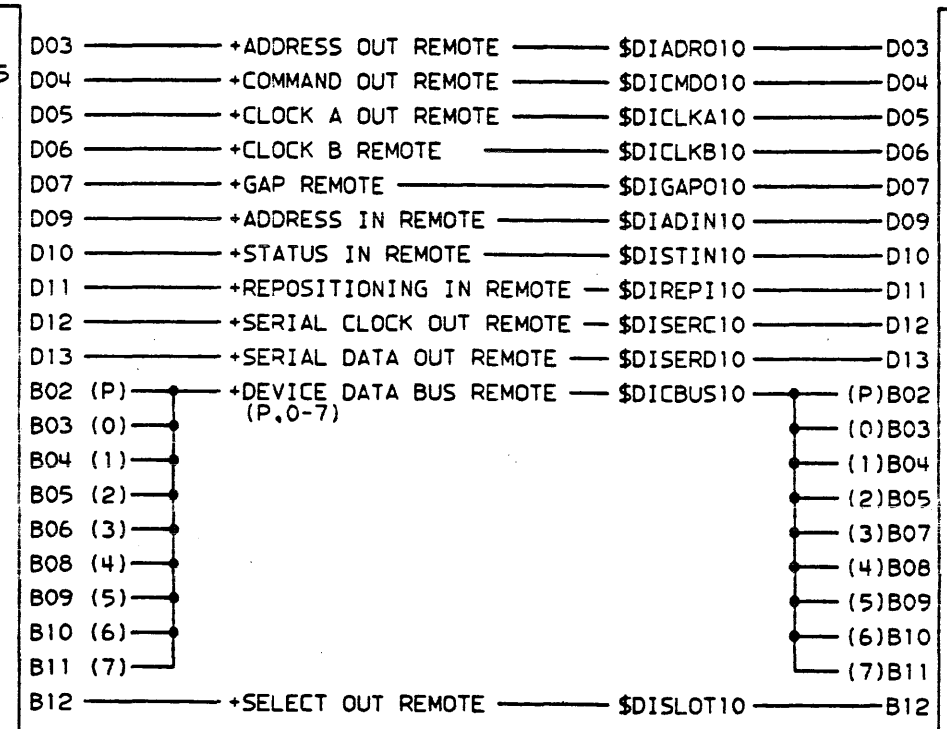 D03 +ADDRESS OUT REMOTE $DIADRO10 D03
D04 +COMMAND OUT REMOTE $DICMDO10 D04
D05 +CLOCK A OUT REMOTE $DICLKA10 D05
D06 +CLOCK B REMOTE $DICLKB10 D06
D07 +GAP REMOTE $DIGAPO10 D07
D09 +ADDRESS IN REMOTE $DIADIN10 D09
D10 +STATUS IN REMOTE $DISTIN10 D10
D11 +REPOSITIONING IN REMOTE $DIREPI10 D11
D12 +SERIAL CLOCK OUT REMOTE $DISERC10 D12
D13 +SERIAL DATA OUT REMOTE $DISERD10 D13
B02 (P) +DEVICE DATA BUS REMOTE $DICBUS10 (P)B02
(P,0-7)
B03 (0) (0)B03
B04 (1) (1)B04
B05 (2) (2)B05
B06 (3) (3)B07
B08 (4) (4)B08
B09 (5) (5)B09
B10 (6) (6)B10
B11 (7) (7)B11
B12 +SELECT OUT REMOTE $DISLOT10 B12